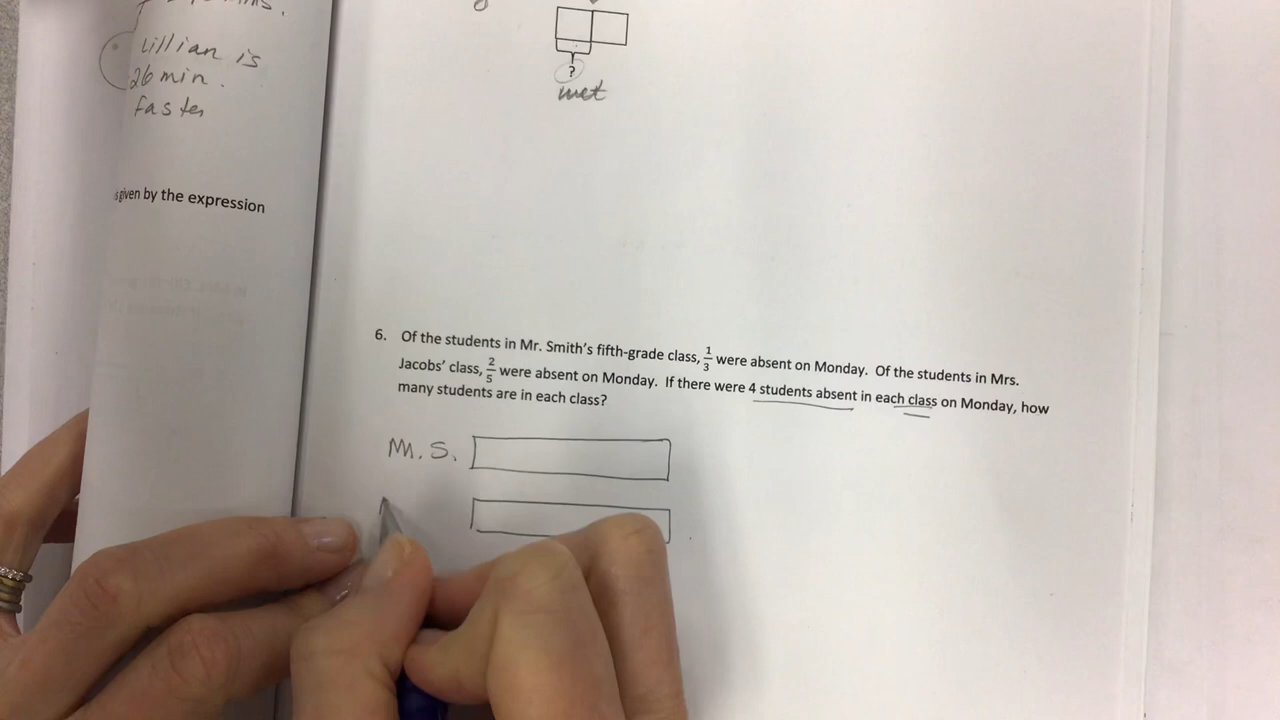 Lillian is
26 min.
faster
given by the expression
?
met
6. Of the students in Mr. Smith's fifth-grade class, 1/3 were absent on Monday. Of the students in Mrs.
Jacobs' class, 2/5 were absent on Monday. If there were 4 students absent in each class on Monday, how
many students are in each class?
M.S.